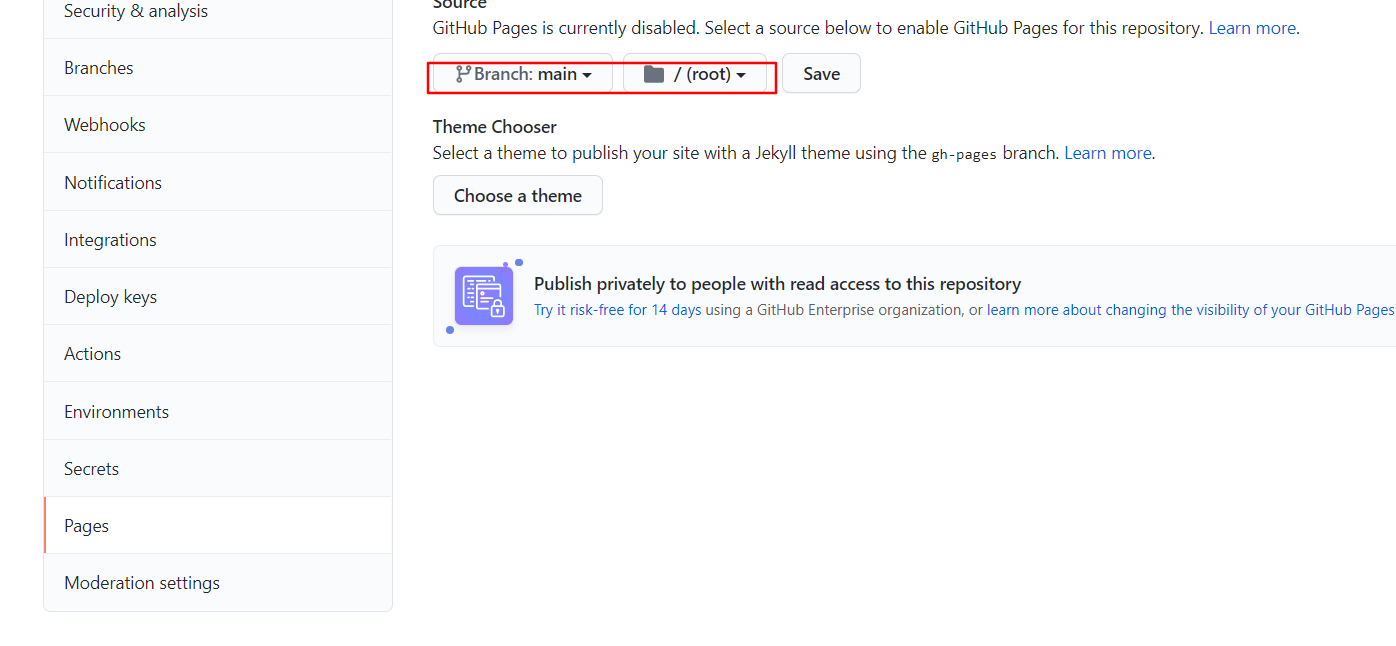 Security & analysis
Branches
Webhooks
Notifications
Integrations
Deploy keys
Actions
Environments
Secrets
Pages
Moderation settings
Source
GitHub Pages is currently disabled. Select a source below to enable GitHub Pages for this repository. Learn more.
Branch: main / (root) Save
Theme Chooser
Select a theme to publish your site with a Jekyll theme using the gh-pages branch. Learn more.
Choose a theme
Publish privately to people with read access to this repository
Try it risk-free for 14 days using a GitHub Enterprise organization, or learn more about changing the visibility of your GitHub Pages